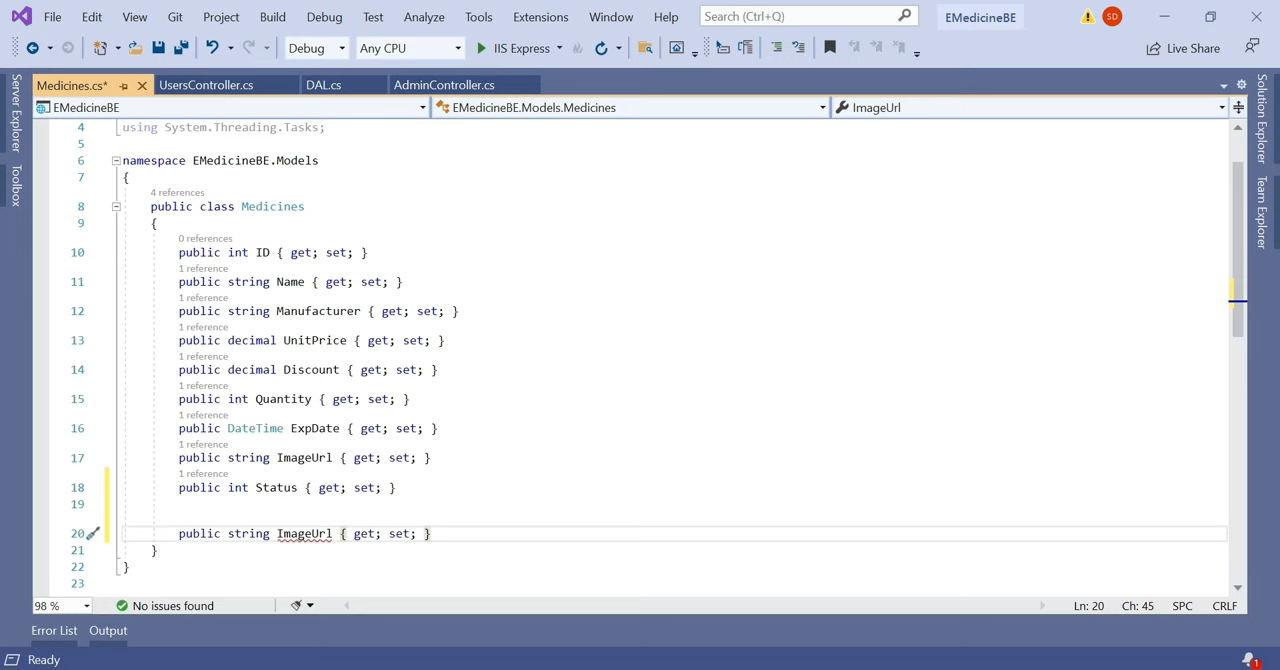 File Edit View Git Project Build Debug Test Analyze Tools Extensions Window Help Search (Ctrl+Q) EMedicineBE SD
Debug Any CPU IIS Express Live Share
Medicines.cs* UsersController.cs DAL.cs AdminController.cs
EMedicineBE EMedicineBE.Models.Medicines ImageUrl
Server Explorer
Toolbox
Solution Explorer
Team Explorer
4 using System.Threading.Tasks;
5
6 namespace EMedicineBE.Models
7 {
4 references
8 public class Medicines
9 {
0 references
10 public int ID { get; set; }
1 reference
11 public string Name { get; set; }
1 reference
12 public string Manufacturer { get; set; }
1 reference
13 public decimal UnitPrice { get; set; }
1 reference
14 public decimal Discount { get; set; }
1 reference
15 public int Quantity { get; set; }
1 reference
16 public DateTime ExpDate { get; set; }
1 reference
17 public string ImageUrl { get; set; }
1 reference
18 public int Status { get; set; }
19
20 public string ImageUrl { get; set; }
21 }
22 }
23
98 % No issues found Ln: 20 Ch: 45 SPC CRLF
Error List Output
Ready 1